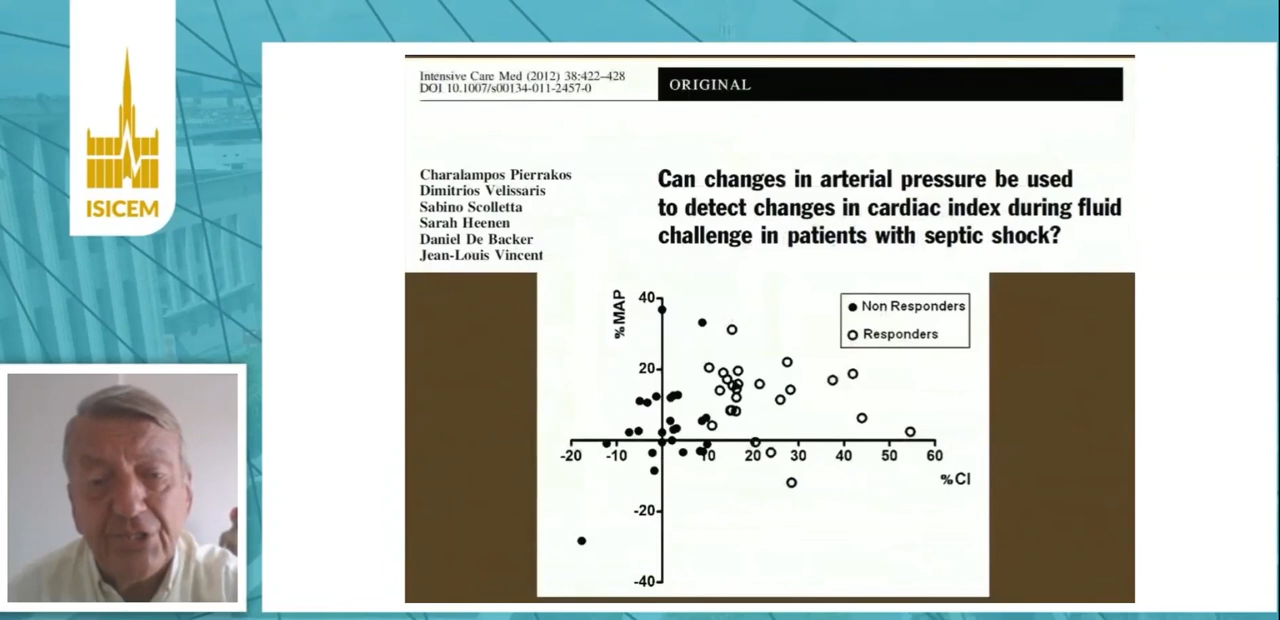 ISICEM
Intensive Care Med (2012) 38:422–428
DOI 10.1007/s00134-011-2457-0
ORIGINAL
Charalampos Pierrakos
Dimitrios Velissaris
Sabino Scolletta
Sarah Heenen
Daniel De Backer
Jean-Louis Vincent
Can changes in arterial pressure be used
to detect changes in cardiac index during fluid
challenge in patients with septic shock?
%MAP
40
Non Responders
Responders
20
-20 -10 10 20 30 40 50 60
%CI
-20
-40